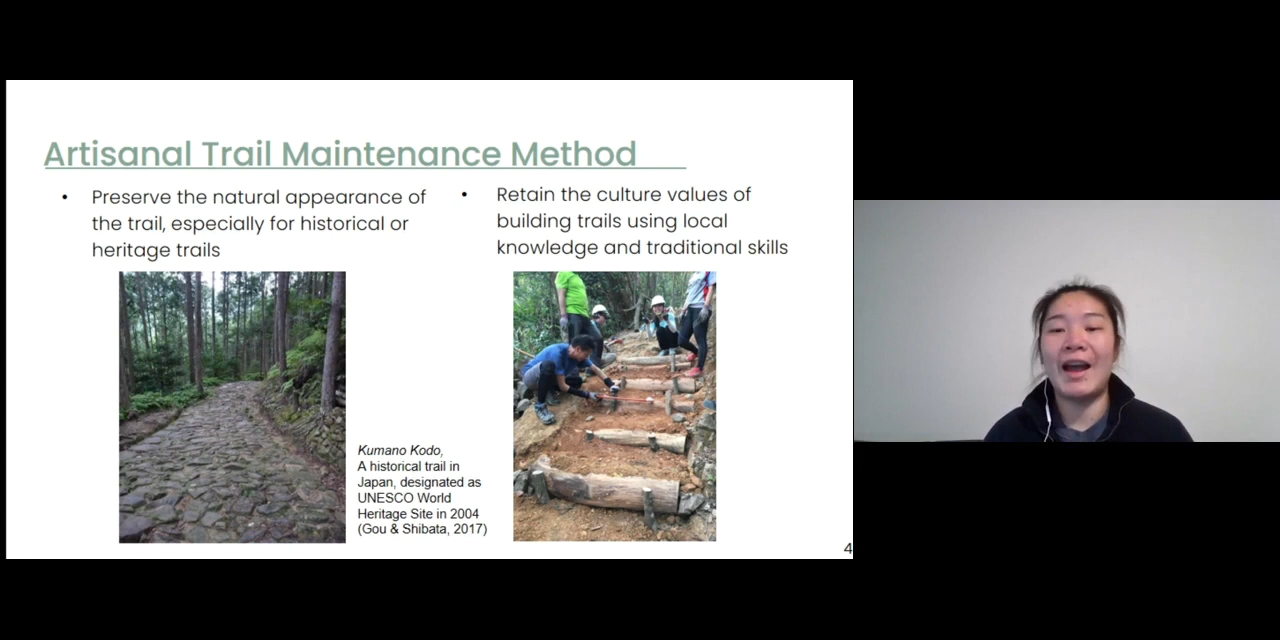 Artisanal Trail Maintenance Method
• Preserve the natural appearance of
the trail, especially for historical or
heritage trails
• Retain the culture values of
building trails using local
knowledge and traditional skills
Kumano Kodo,
A historical trail in
Japan, designated as
UNESCO World
Heritage Site in 2004
(Gou & Shibata, 2017)
4